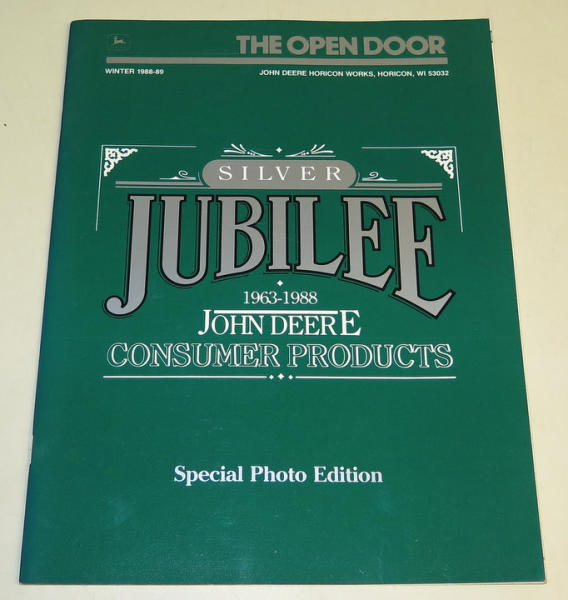 THE OPEN DOOR
WINTER 1988-89 JOHN DEERE HORICON WORKS, HORICON, WI 53032
SILVER
JUBILEE
1963-1988
JOHN DEERE
CONSUMER PRODUCTS
Special Photo Edition